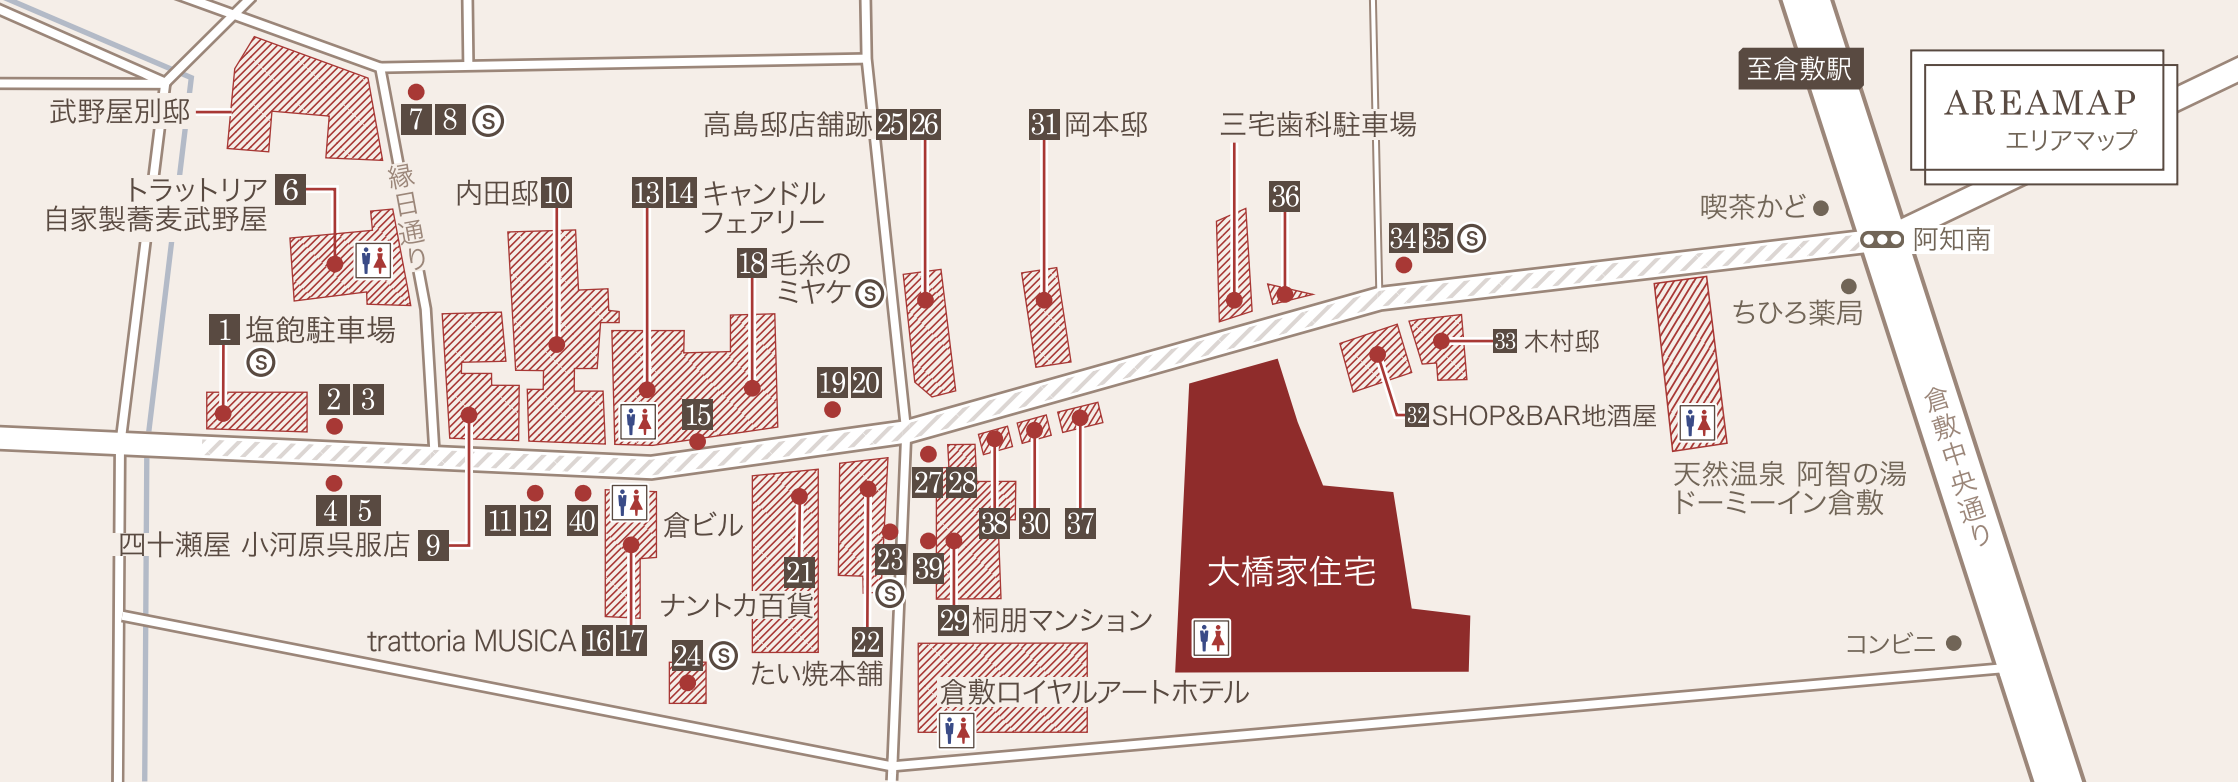 至倉敷駅
AREAMAP
エリアマップ
武野屋別邸
7 8 S
縁日通り
高島邸店舗跡 25 26
31 岡本邸
三宅歯科駐車場
36
34 35 S
喫茶かど
阿知南
トラットリア 6
自家製蕎麦武野屋
内田邸 10
13 14 キャンドル
フェアリー
18 毛糸の
ミヤケ S
ちひろ薬局
1 塩飽駐車場
S
2 3
15
19 20
33 木村邸
32 SHOP&BAR地酒屋
4 5
四十瀬屋 小河原呉服店 9
11 12 40
倉ビル
27 28
38 30 37
天然温泉 阿智の湯
ドーミーイン倉敷
倉敷中央通り
21
23
S
39
大橋家住宅
ナントカ百貨
trattoria MUSICA 16 17
22
29 桐朋マンション
24 S
たい焼本舗
倉敷ロイヤルアートホテル
コンビニ